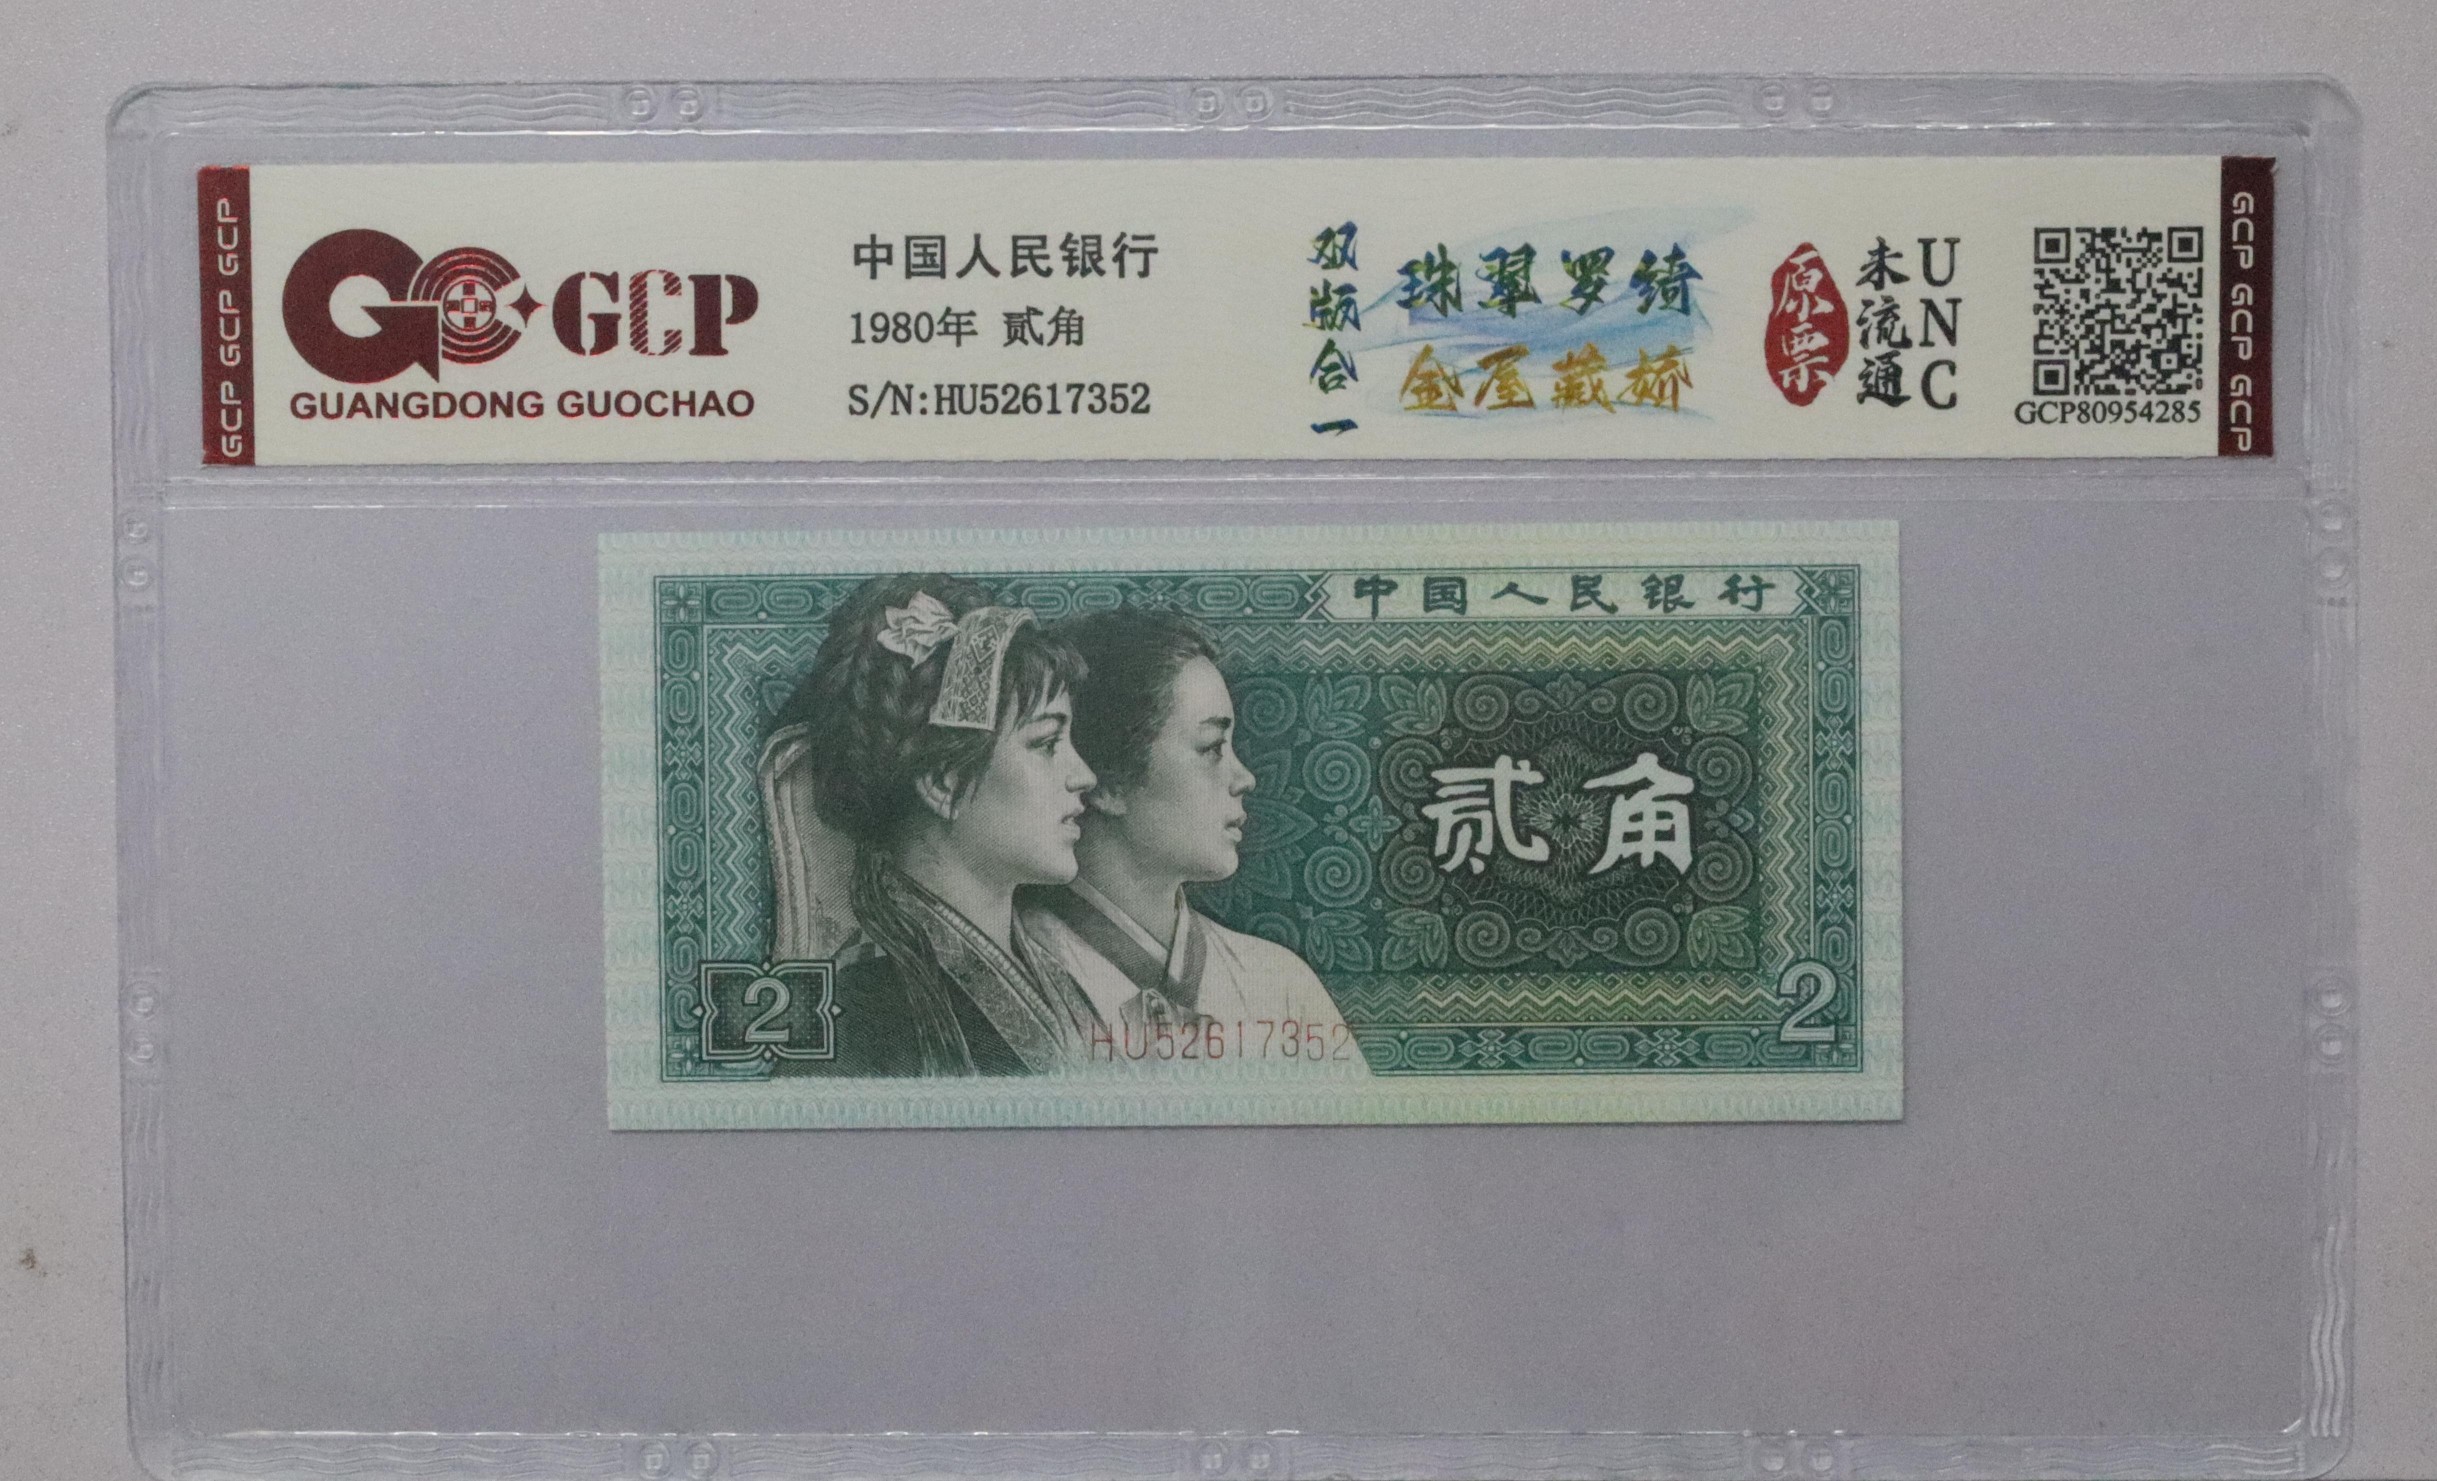 GCP GCP GCP
GCP
GUANGDONG GUOCHAO
中国人民银行
1980年 贰角
S/N:HU52617352
双版合一
珠翠罗绮
金屋藏娇
原票
未流通
UNC
GCP80954285
GCP GCP GCP
中国人民银行
贰角
2
2
HU52617352